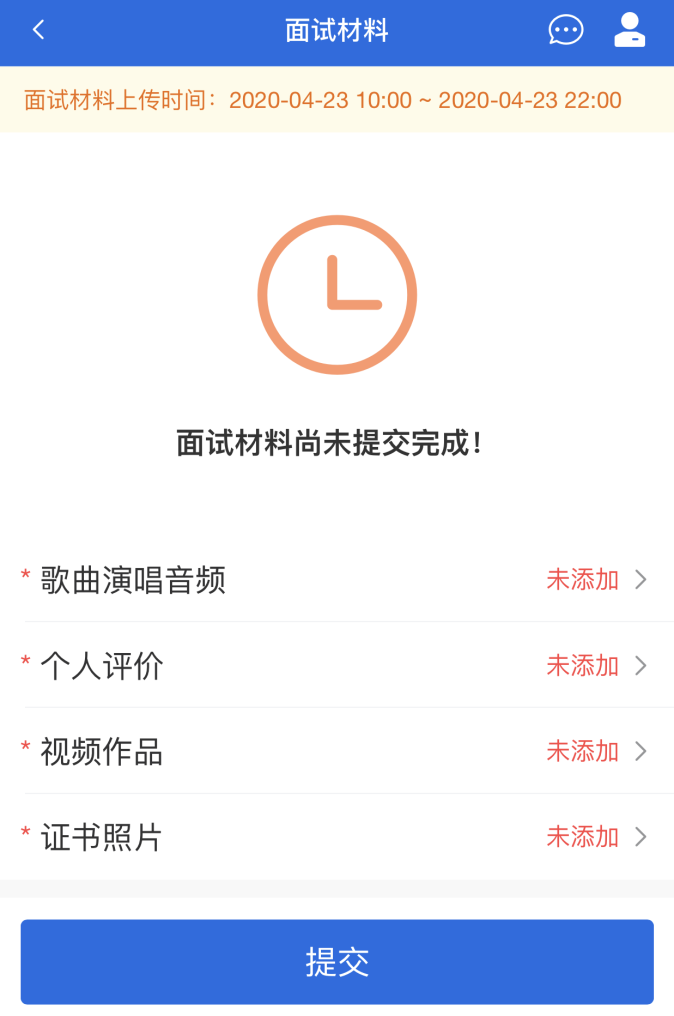 面试材料
面试材料上传时间：2020-04-23 10:00 ~ 2020-04-23 22:00
面试材料尚未提交完成！
* 歌曲演唱音频 未添加
* 个人评价 未添加
* 视频作品 未添加
* 证书照片 未添加
提交